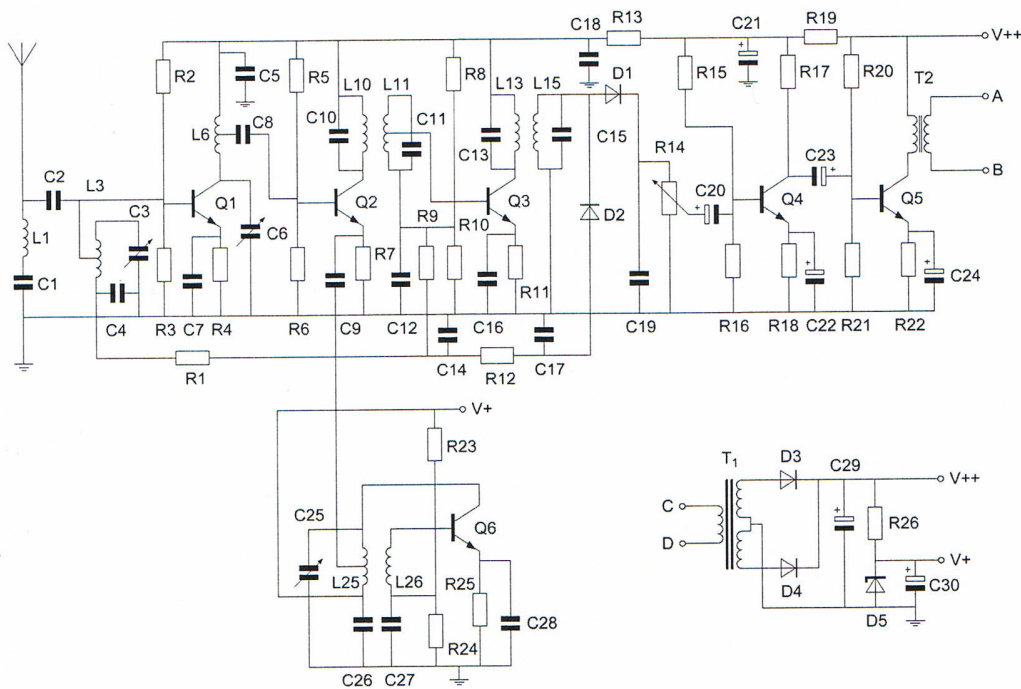 C18 R13 C21 R19
V++
R2 C5 R5 L10 L11 R8 L13 L15 D1 R15 R17 R20 T2
A
C8 C10 C11 C15
L6 C13 R14 C23
C2 L3 B
Q1 Q2 Q3 C20 Q4 Q5
C3 R9 R10 D2
L1 C6 R7
C1 R11 C24
C4 R3 C7 R4 R6 C9 C12 C16 C19 R16 R18 C22 R21 R22
C14 R12 C17
R1
V+
R23 T1 D3 C29
V++
C25 Q6 C R26
D
V+
L25 L26 R25 D4 C30
D5
R24 C28
C26 C27
+ + + + + + +